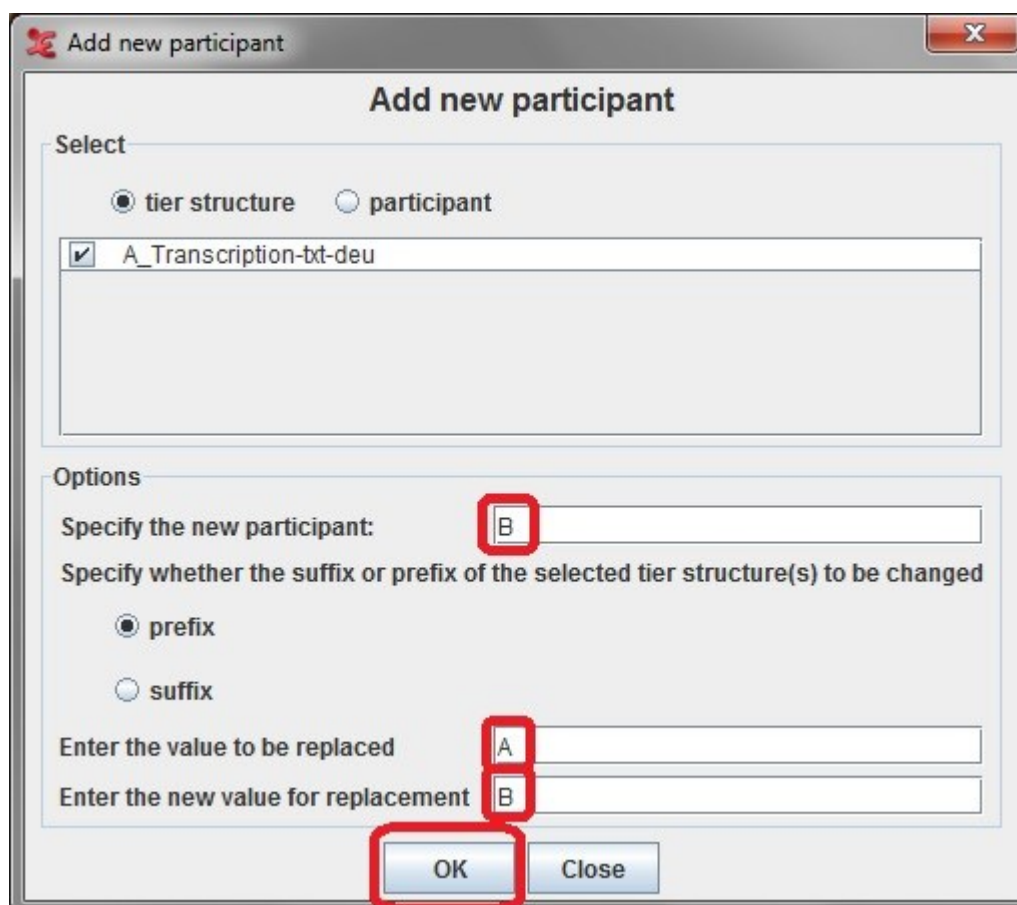 Add new participant
Add new participant
Select
tier structure participant
A_Transcription-txt-deu
Options
Specify the new participant: B
Specify whether the suffix or prefix of the selected tier structure(s) to be changed
prefix
suffix
Enter the value to be replaced A
Enter the new value for replacement B
OK Close